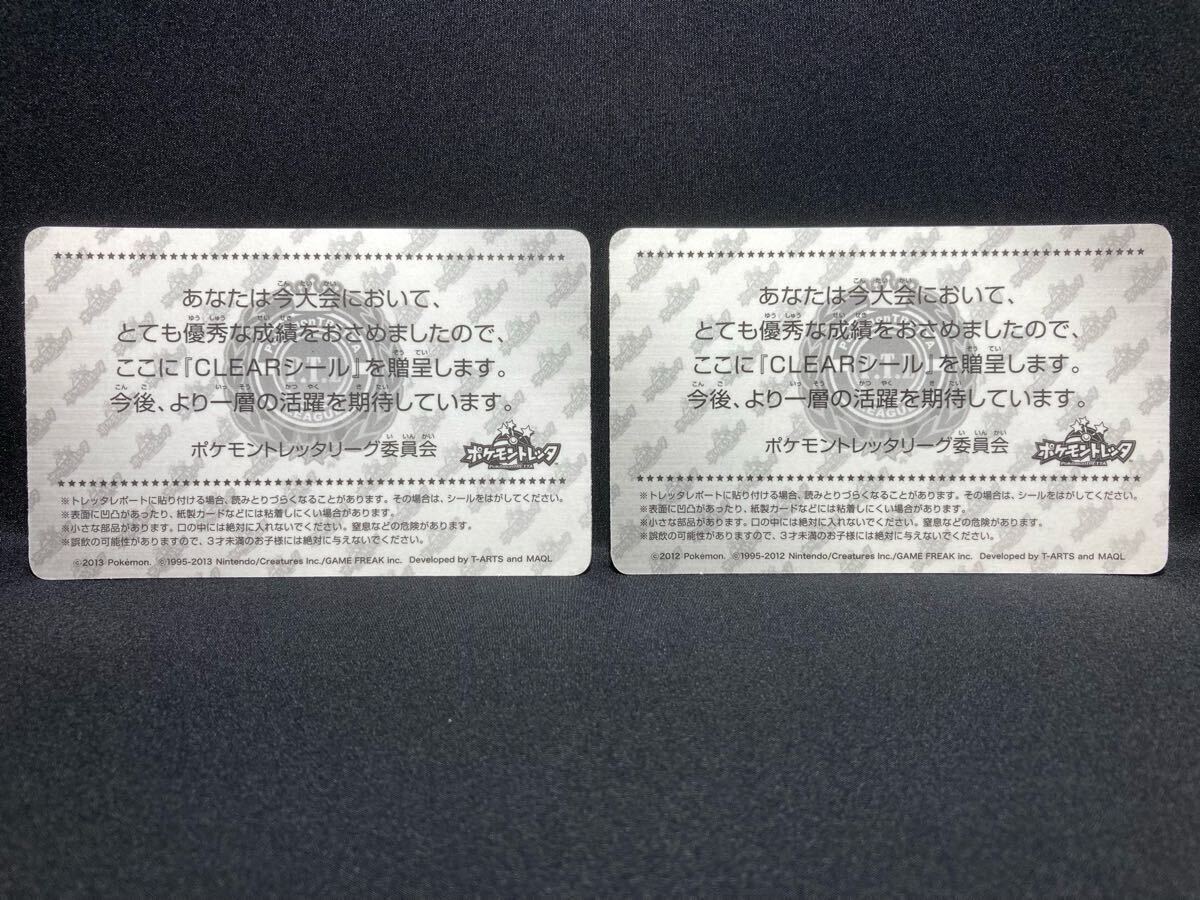 あなたは今大会において、
とても優秀な成績をおさめましたので、
ここに『CLEARシール』を贈呈します。
今後、より一層の活躍を期待しています。
ポケモントレッタリーグ委員会
ポケモントレッタ
POKÉMON TRETTA
※トレッタレポートに貼り付ける場合、読みとりづらくなることがあります。その場合は、シールをはがしてください。
※表面に凹凸があったり、紙製カードなどには粘着しにくい場合があります。
※小さな部品があります。口の中には絶対に入れないでください。窒息などの危険があります。
※誤飲の可能性がありますので、3才未満のお子様には絶対に与えないでください。
©2013 Pokémon. ©1995-2013 Nintendo/Creatures Inc./GAME FREAK inc. Developed by T-ARTS and MAQL
あなたは今大会において、
とても優秀な成績をおさめましたので、
ここに『CLEARシール』を贈呈します。
今後、より一層の活躍を期待しています。
ポケモントレッタリーグ委員会
ポケモントレッタ
POKÉMON TRETTA
※トレッタレポートに貼り付ける場合、読みとりづらくなることがあります。その場合は、シールをはがしてください。
※表面に凹凸があったり、紙製カードなどには粘着しにくい場合があります。
※小さな部品があります。口の中には絶対に入れないでください。窒息などの危険があります。
※誤飲の可能性がありますので、3才未満のお子様には絶対に与えないでください。
©2012 Pokémon. ©1995-2012 Nintendo/Creatures Inc./GAME FREAK inc. Developed by T-ARTS and MAQL